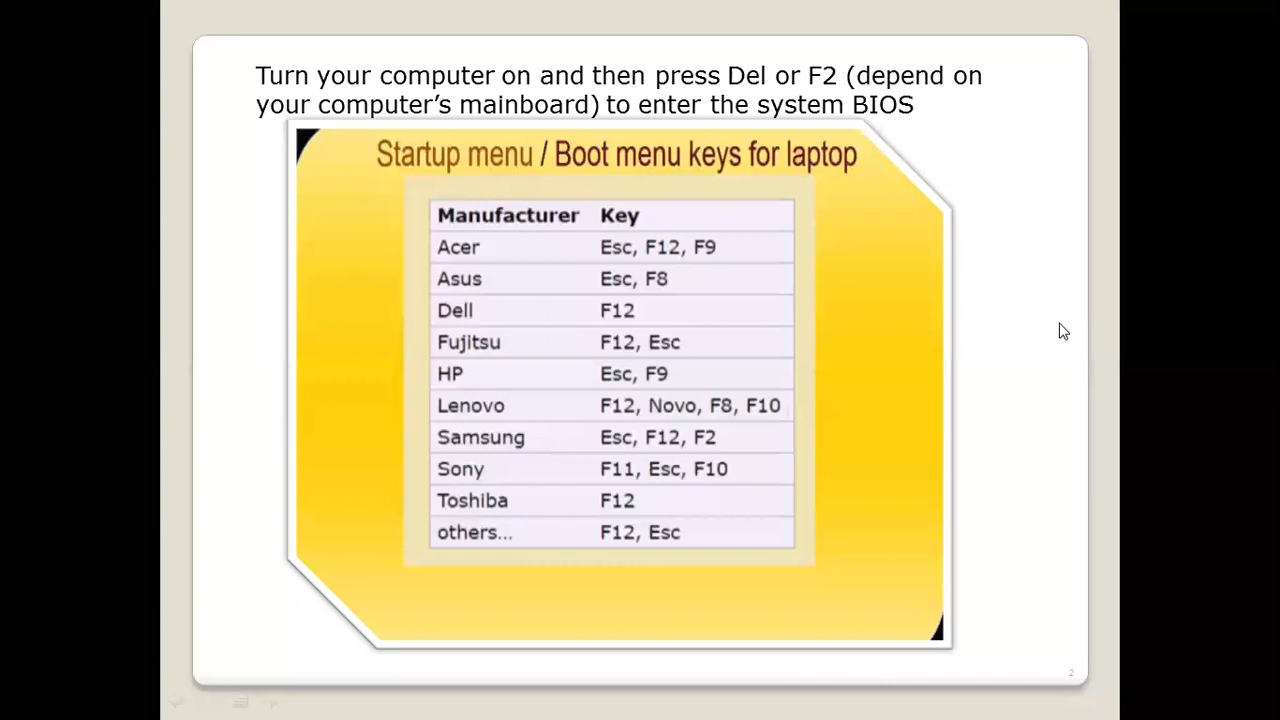 Turn your computer on and then press Del or F2 (depend on
your computer’s mainboard) to enter the system BIOS
Startup menu / Boot menu keys for laptop
Manufacturer Key
Acer Esc, F12, F9
Asus Esc, F8
Dell F12
Fujitsu F12, Esc
HP Esc, F9
Lenovo F12, Novo, F8, F10
Samsung Esc, F12, F2
Sony F11, Esc, F10
Toshiba F12
others... F12, Esc
2